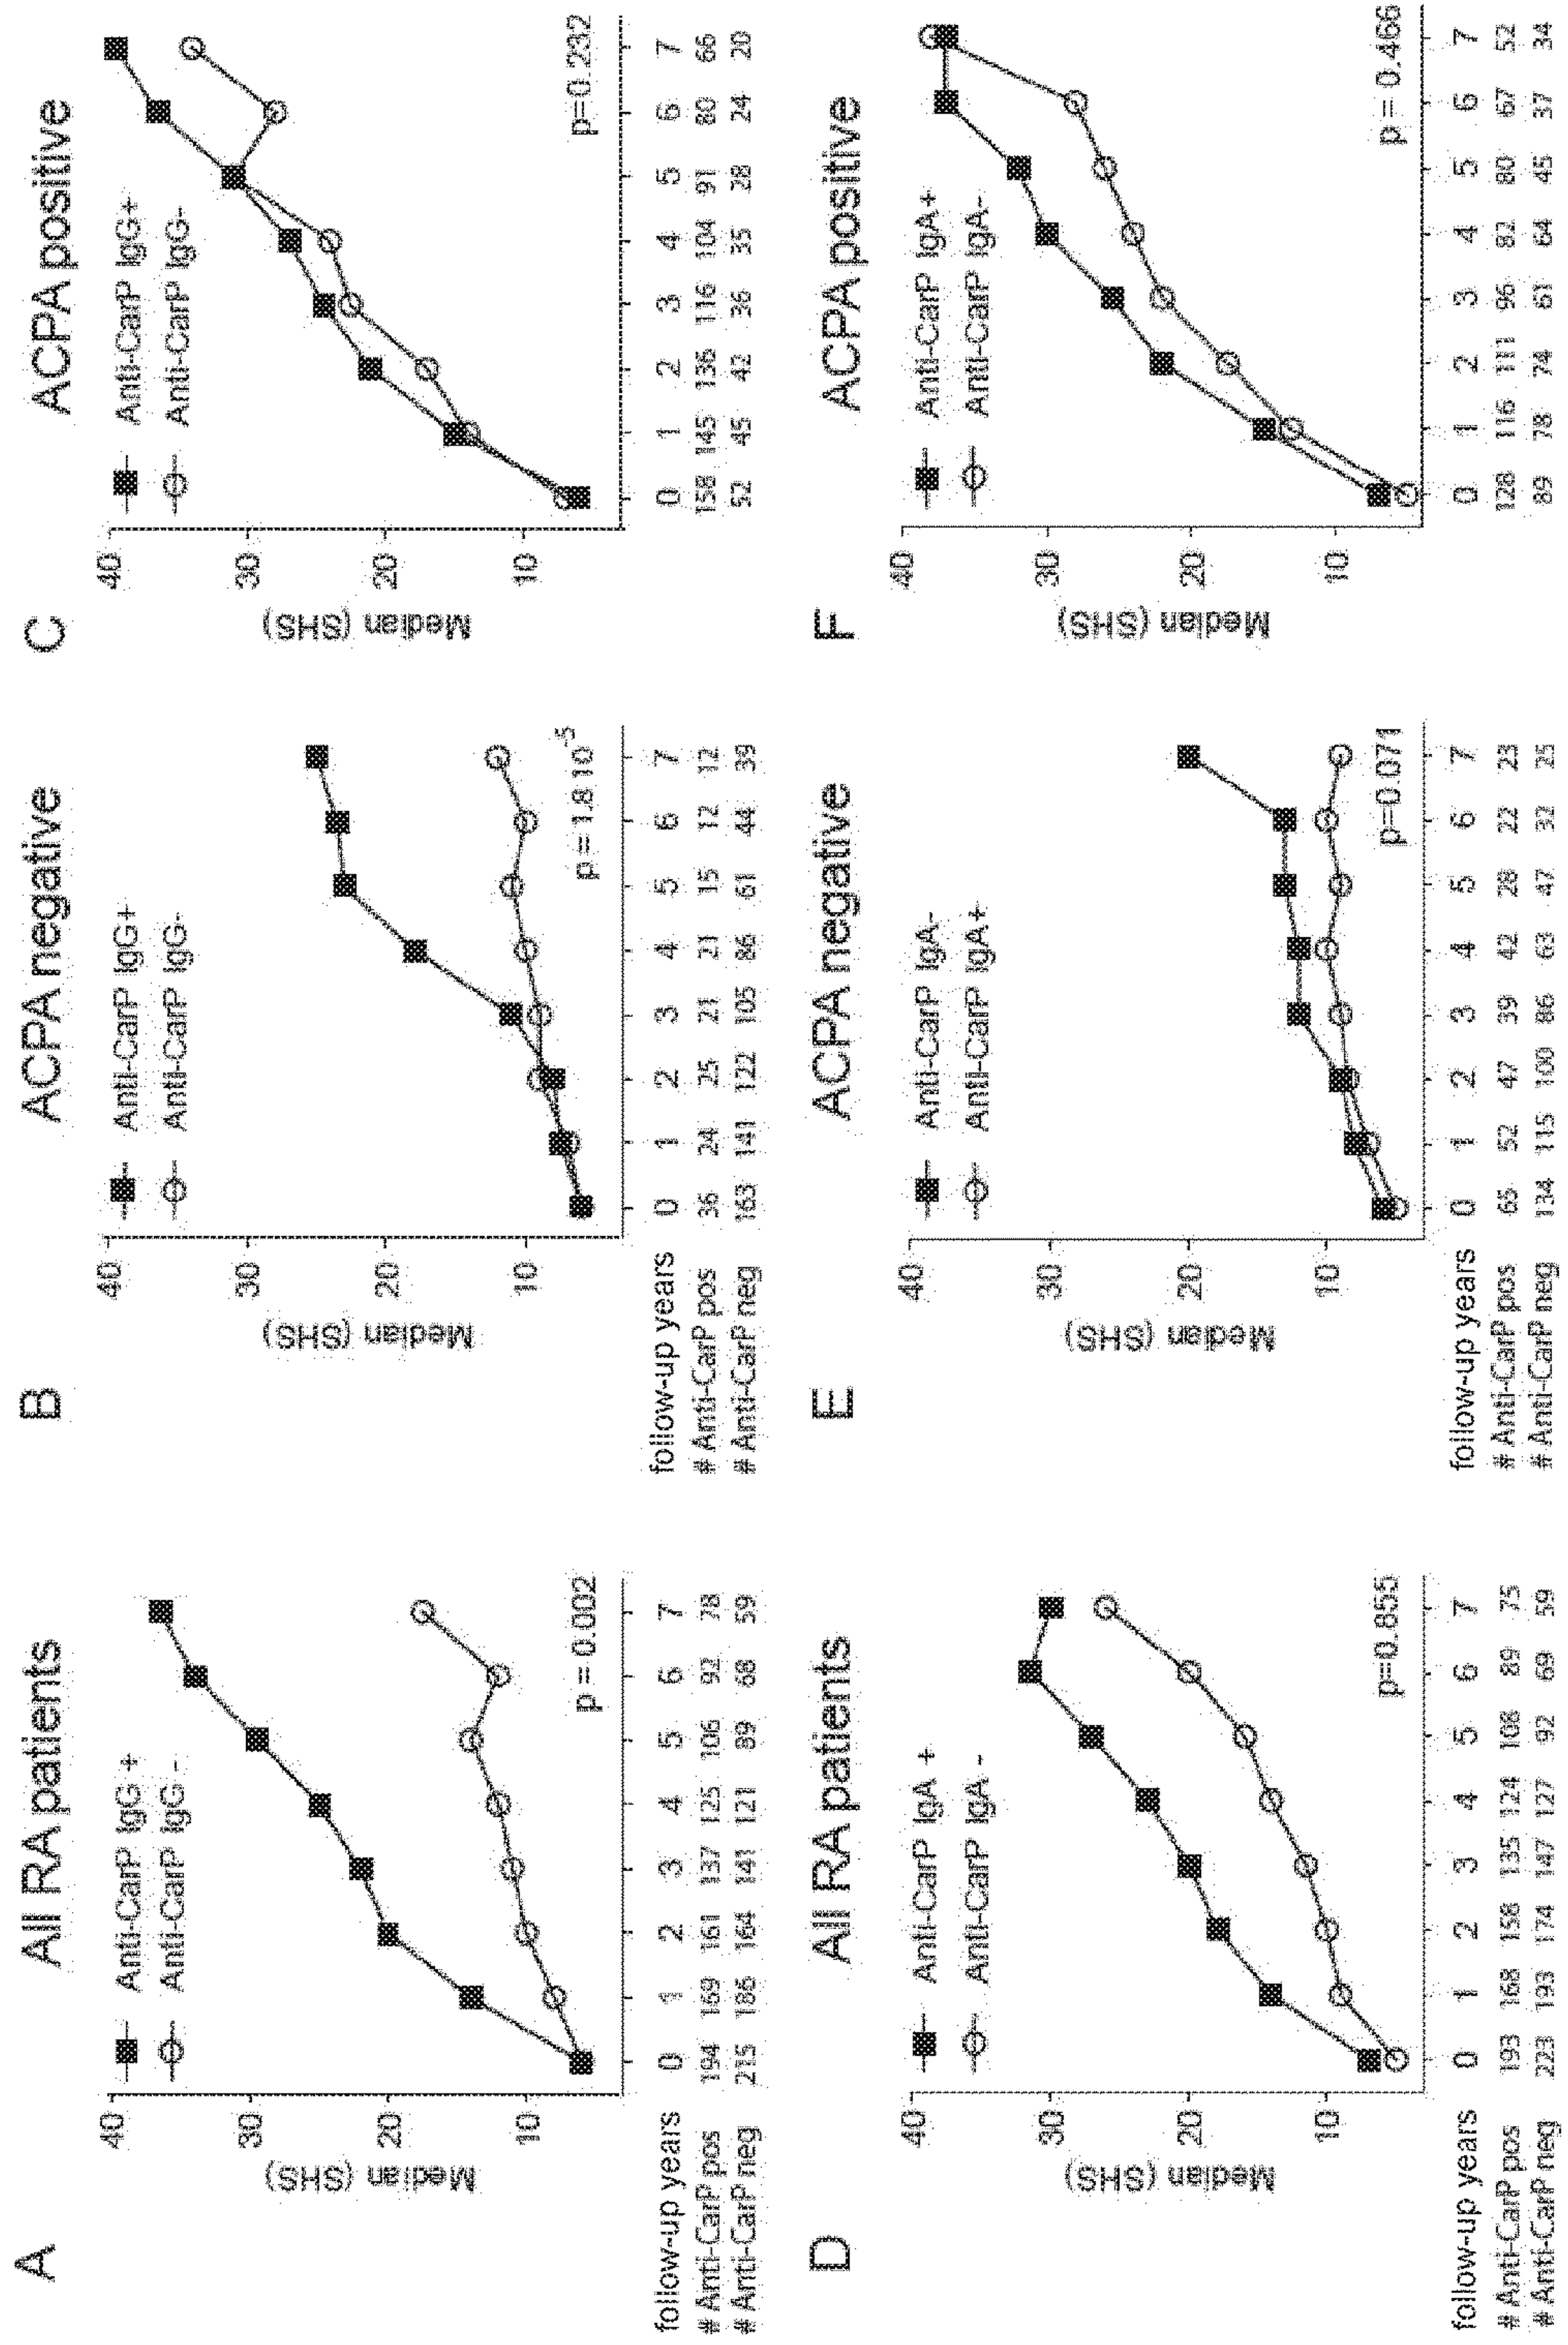 A All RA patients
Anti-CarP IgG +
Anti-CarP IgG -
Median (SHS)
40
30
20
10
p = 0.002
follow-up years 0 1 2 3 4 5 6 7
# Anti-CarP pos 194 169 161 137 125 106 92 78
# Anti-CarP neg 215 186 164 141 121 89 68 59
B ACPA negative
Anti-CarP IgG+
Anti-CarP IgG-
Median (SHS)
40
30
20
10
p = 1.8 10-5
follow-up years 0 1 2 3 4 5 6 7
# Anti-CarP pos 36 24 25 21 21 15 12 12
# Anti-CarP neg 163 141 122 105 86 61 44 39
C ACPA positive
Anti-CarP IgG+
Anti-CarP IgG-
Median (SHS)
40
30
20
10
p=0.232
0 1 2 3 4 5 6 7
158 145 136 116 104 91 80 66
52 45 42 36 35 28 24 20
D All RA patients
Anti-CarP IgA +
Anti-CarP IgA -
Median (SHS)
40
30
20
10
p=0.855
follow-up years 0 1 2 3 4 5 6 7
# Anti-CarP pos 193 168 158 135 124 108 89 75
# Anti-CarP neg 223 193 174 147 127 92 69 59
E ACPA negative
Anti-CarP IgA-
Anti-CarP IgA+
Median (SHS)
40
30
20
10
p=0.071
follow-up years 0 1 2 3 4 5 6 7
# Anti-CarP pos 65 52 47 39 42 28 22 23
# Anti-CarP neg 134 115 100 86 63 47 32 25
F ACPA positive
Anti-CarP IgA+
Anti-CarP IgA-
Median (SHS)
40
30
20
10
p = 0.466
0 1 2 3 4 5 6 7
128 116 111 96 82 80 67 52
89 78 74 61 64 45 37 34